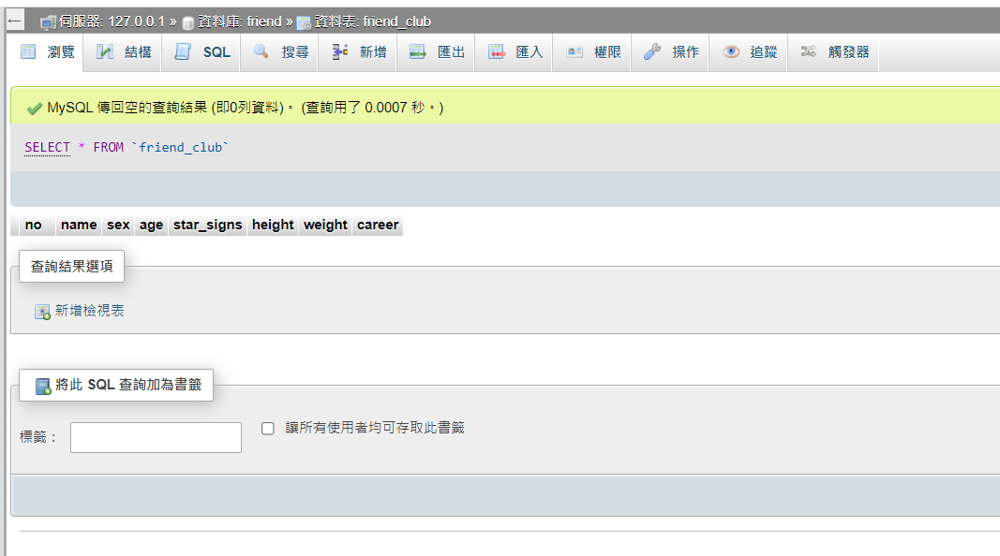 伺服器: 127.0.0.1 » 資料庫: friend » 資料表: friend_club
瀏覽 結構 SQL 搜尋 新增 匯出 匯入 權限 操作 追蹤 觸發器
MySQL 傳回空的查詢結果 (即0列資料)。 (查詢用了 0.0007 秒。)
SELECT * FROM `friend_club`
no name sex age star_signs height weight career
查詢結果選項
新增檢視表
將此 SQL 查詢加為書籤
標籤： 讓所有使用者均可存取此書籤